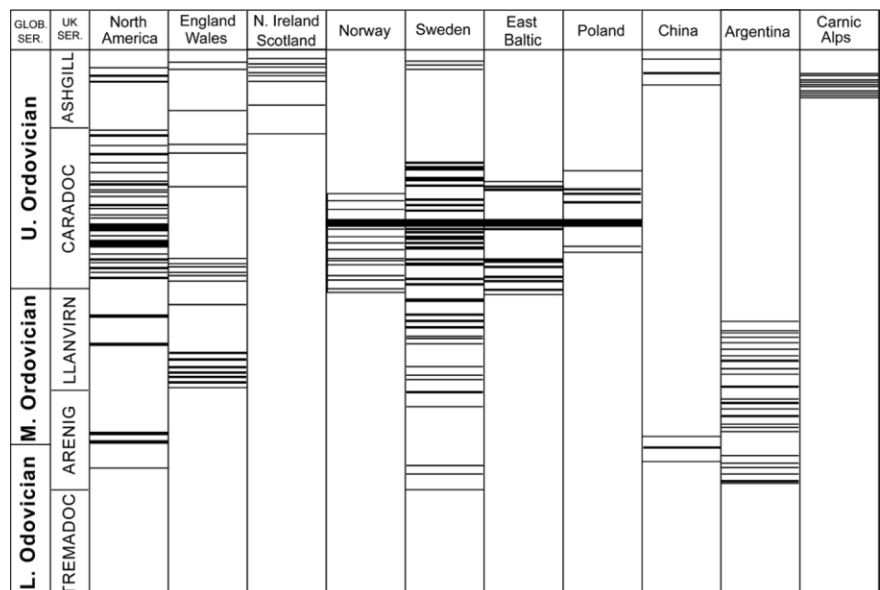 GLOB.
SER.
UK
SER.
North
America
England
Wales
N. Ireland
Scotland
Norway
Sweden
East
Baltic
Poland
China
Argentina
Carnic
Alps
U. Ordovician
M. Ordovician
L. Odovician
ASHGILL
CARADOC
LLANVIRN
ARENIG
TREMADOC